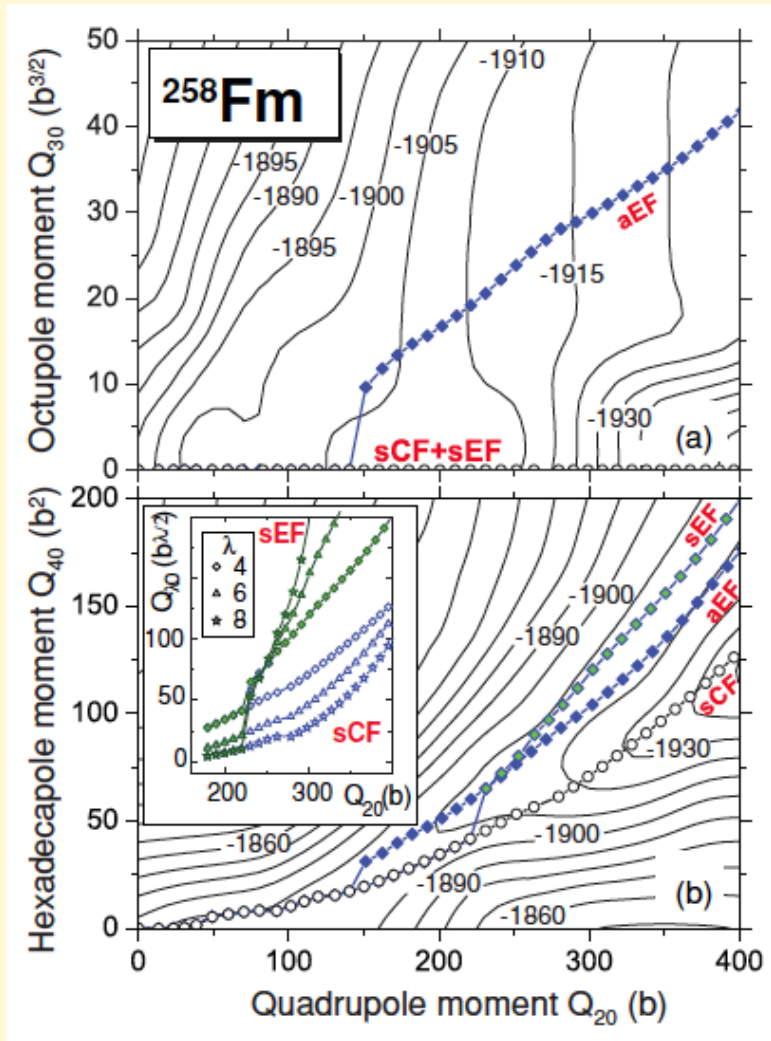 50
40
30
20
10
0
Octupole moment Q30 (b3/2)
258Fm
-1910
-1905
-1895
-1890
-1900
-1895
-1915
-1930
aEF
sCF+sEF
(a)
200
150
100
50
0
Hexadecapole moment Q40 (b2)
Qλ0 (bλ/2)
λ
4
6
8
sEF
sCF
100
50
0
200
300
Q20(b)
sEF
aEF
sCF
-1900
-1890
-1930
-1860
-1900
-1890
-1860
(b)
0
100
200
300
400
Quadrupole moment Q20 (b)